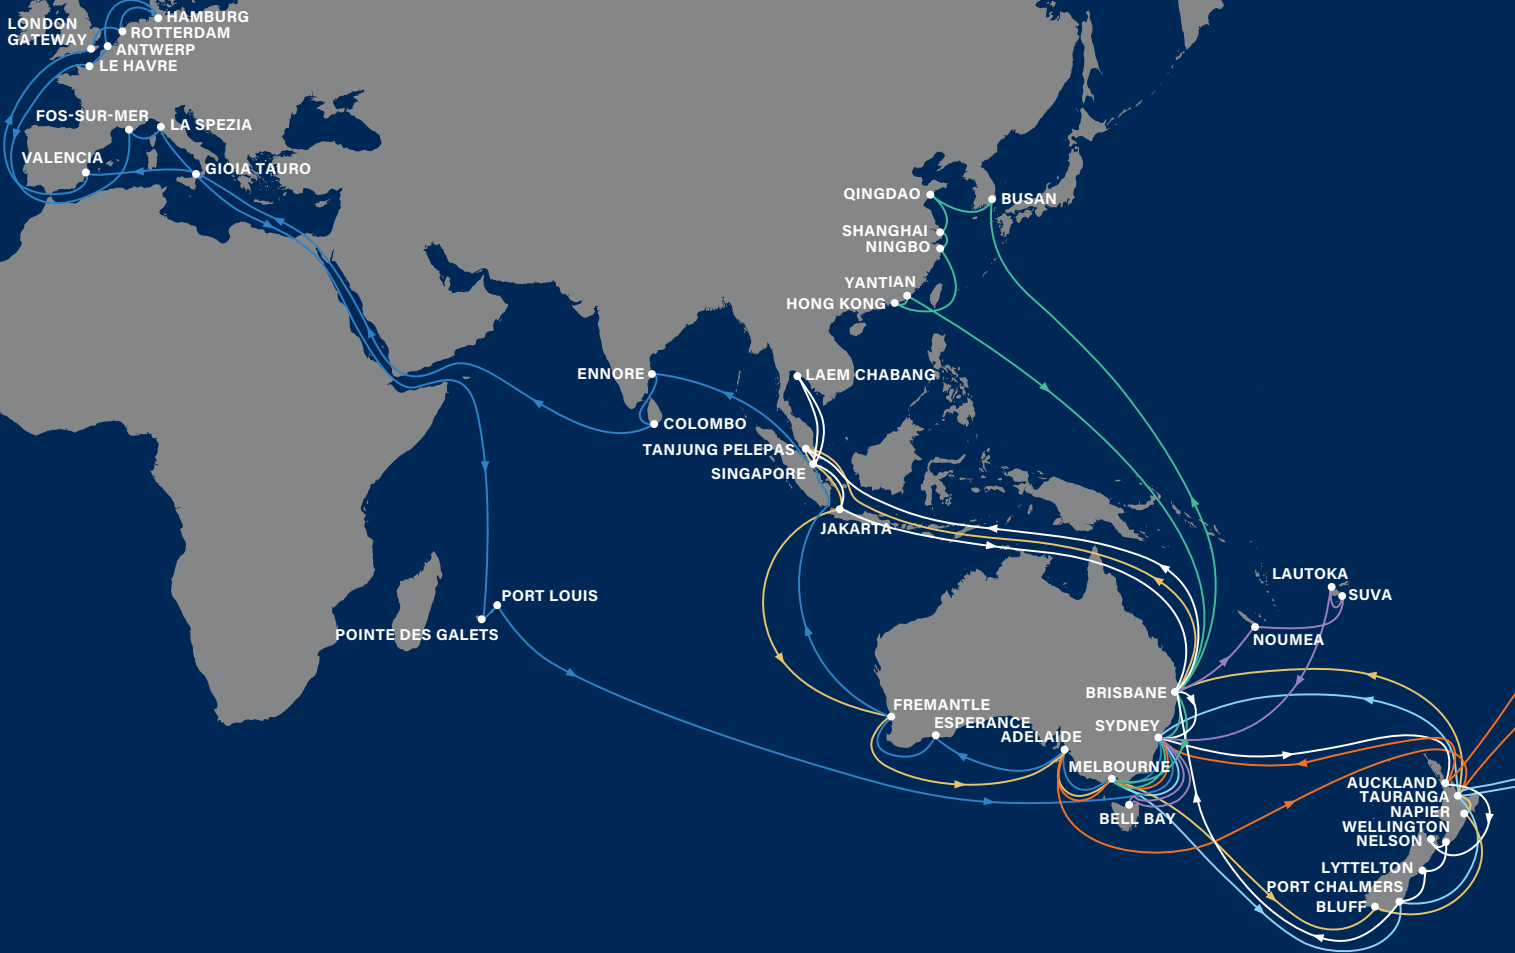 HAMBURG
LONDON
GATEWAY
ROTTERDAM
ANTWERP
LE HAVRE
FOS-SUR-MER
LA SPEZIA
VALENCIA
GIOIA TAURO
QINGDAO
BUSAN
SHANGHAI
NINGBO
YANTIAN
HONG KONG
ENNORE
LAEM CHABANG
COLOMBO
TANJUNG PELEPAS
SINGAPORE
JAKARTA
LAUTOKA
SUVA
PORT LOUIS
POINTE DES GALETS
NOUMEA
BRISBANE
FREMANTLE
ESPERANCE
SYDNEY
ADELAIDE
MELBOURNE
AUCKLAND
TAURANGA
NAPIER
BELL BAY
WELLINGTON
NELSON
LYTTELTON
PORT CHALMERS
BLUFF